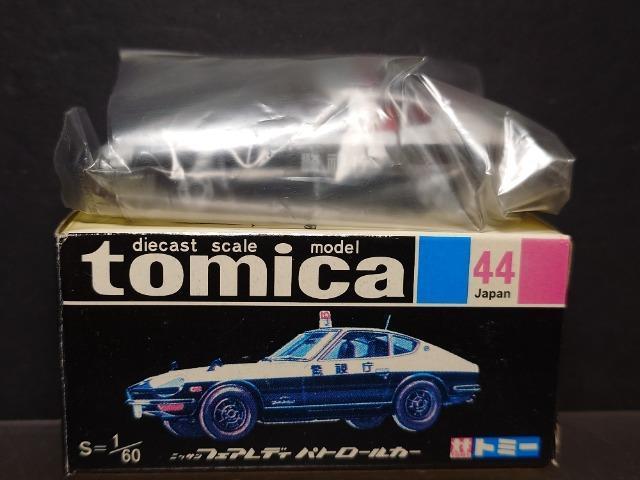 diecast scale model
tomica
44
Japan
警視庁
S=1/60
ニッサン フェアレディ パトロールカー
トミー